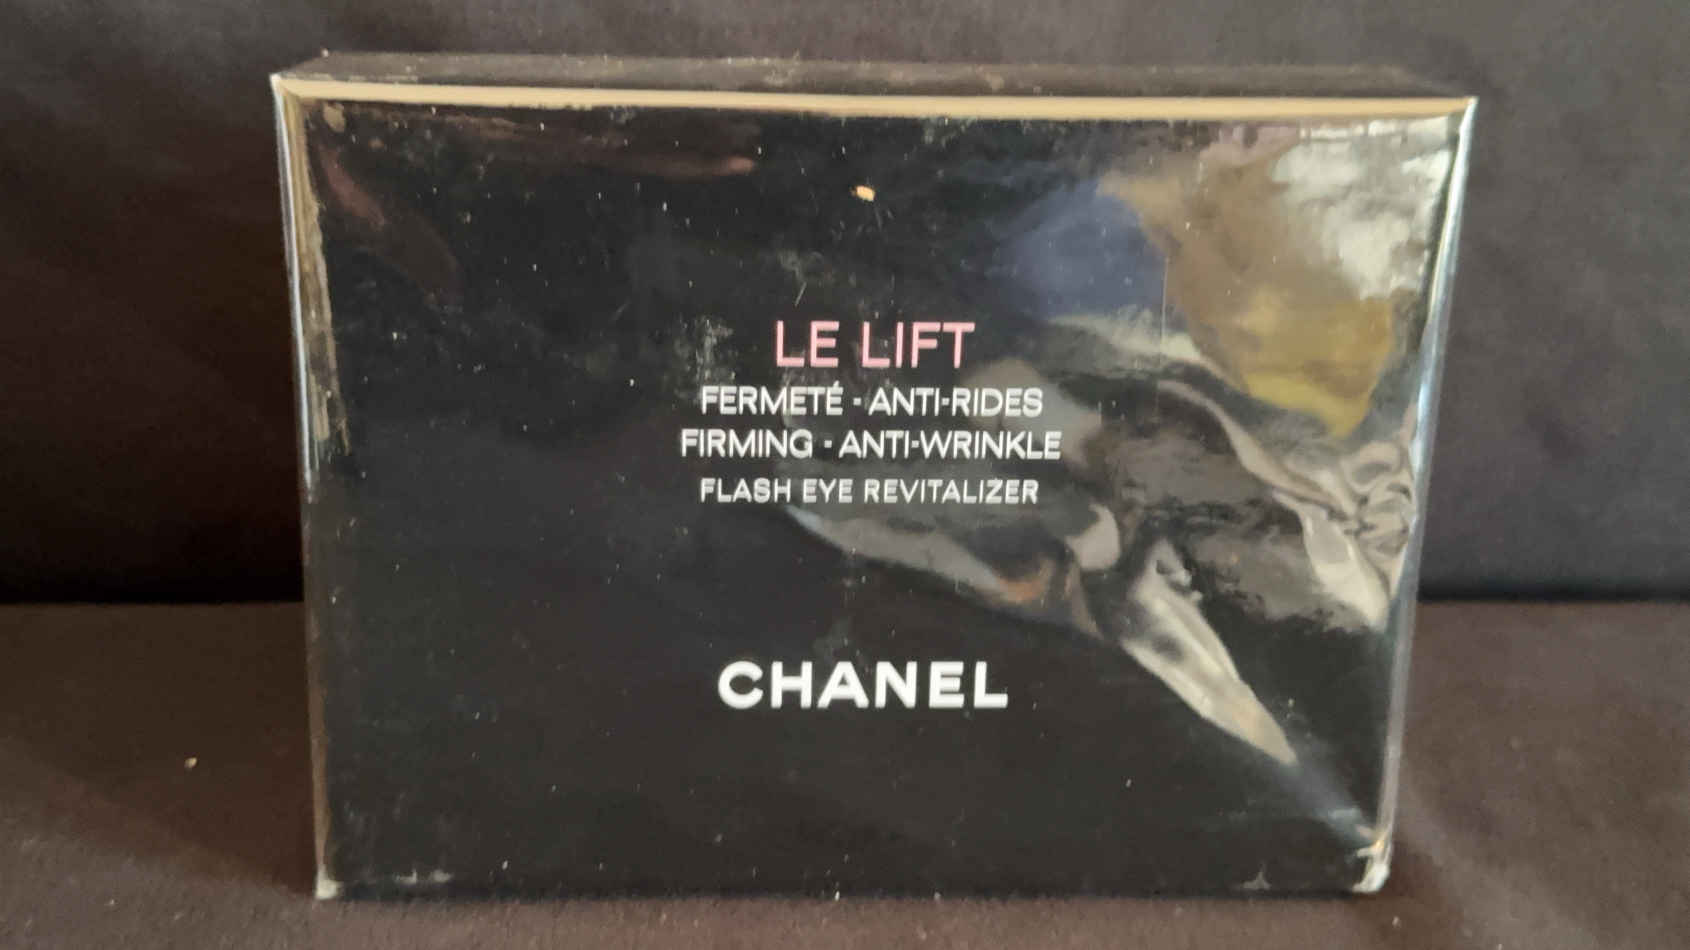 LE LIFT
FERMETÉ - ANTI-RIDES
FIRMING - ANTI-WRINKLE
FLASH EYE REVITALIZER
CHANEL